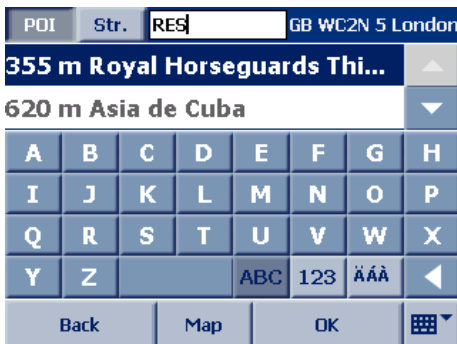 POI Str. RES GB WC2N 5 London
355 m Royal Horseguards Thi...
620 m Asia de Cuba
A B C D E F G H
I J K L M N O P
Q R S T U V W X
Y Z ABC 123 ÄÁÀ
Back Map OK